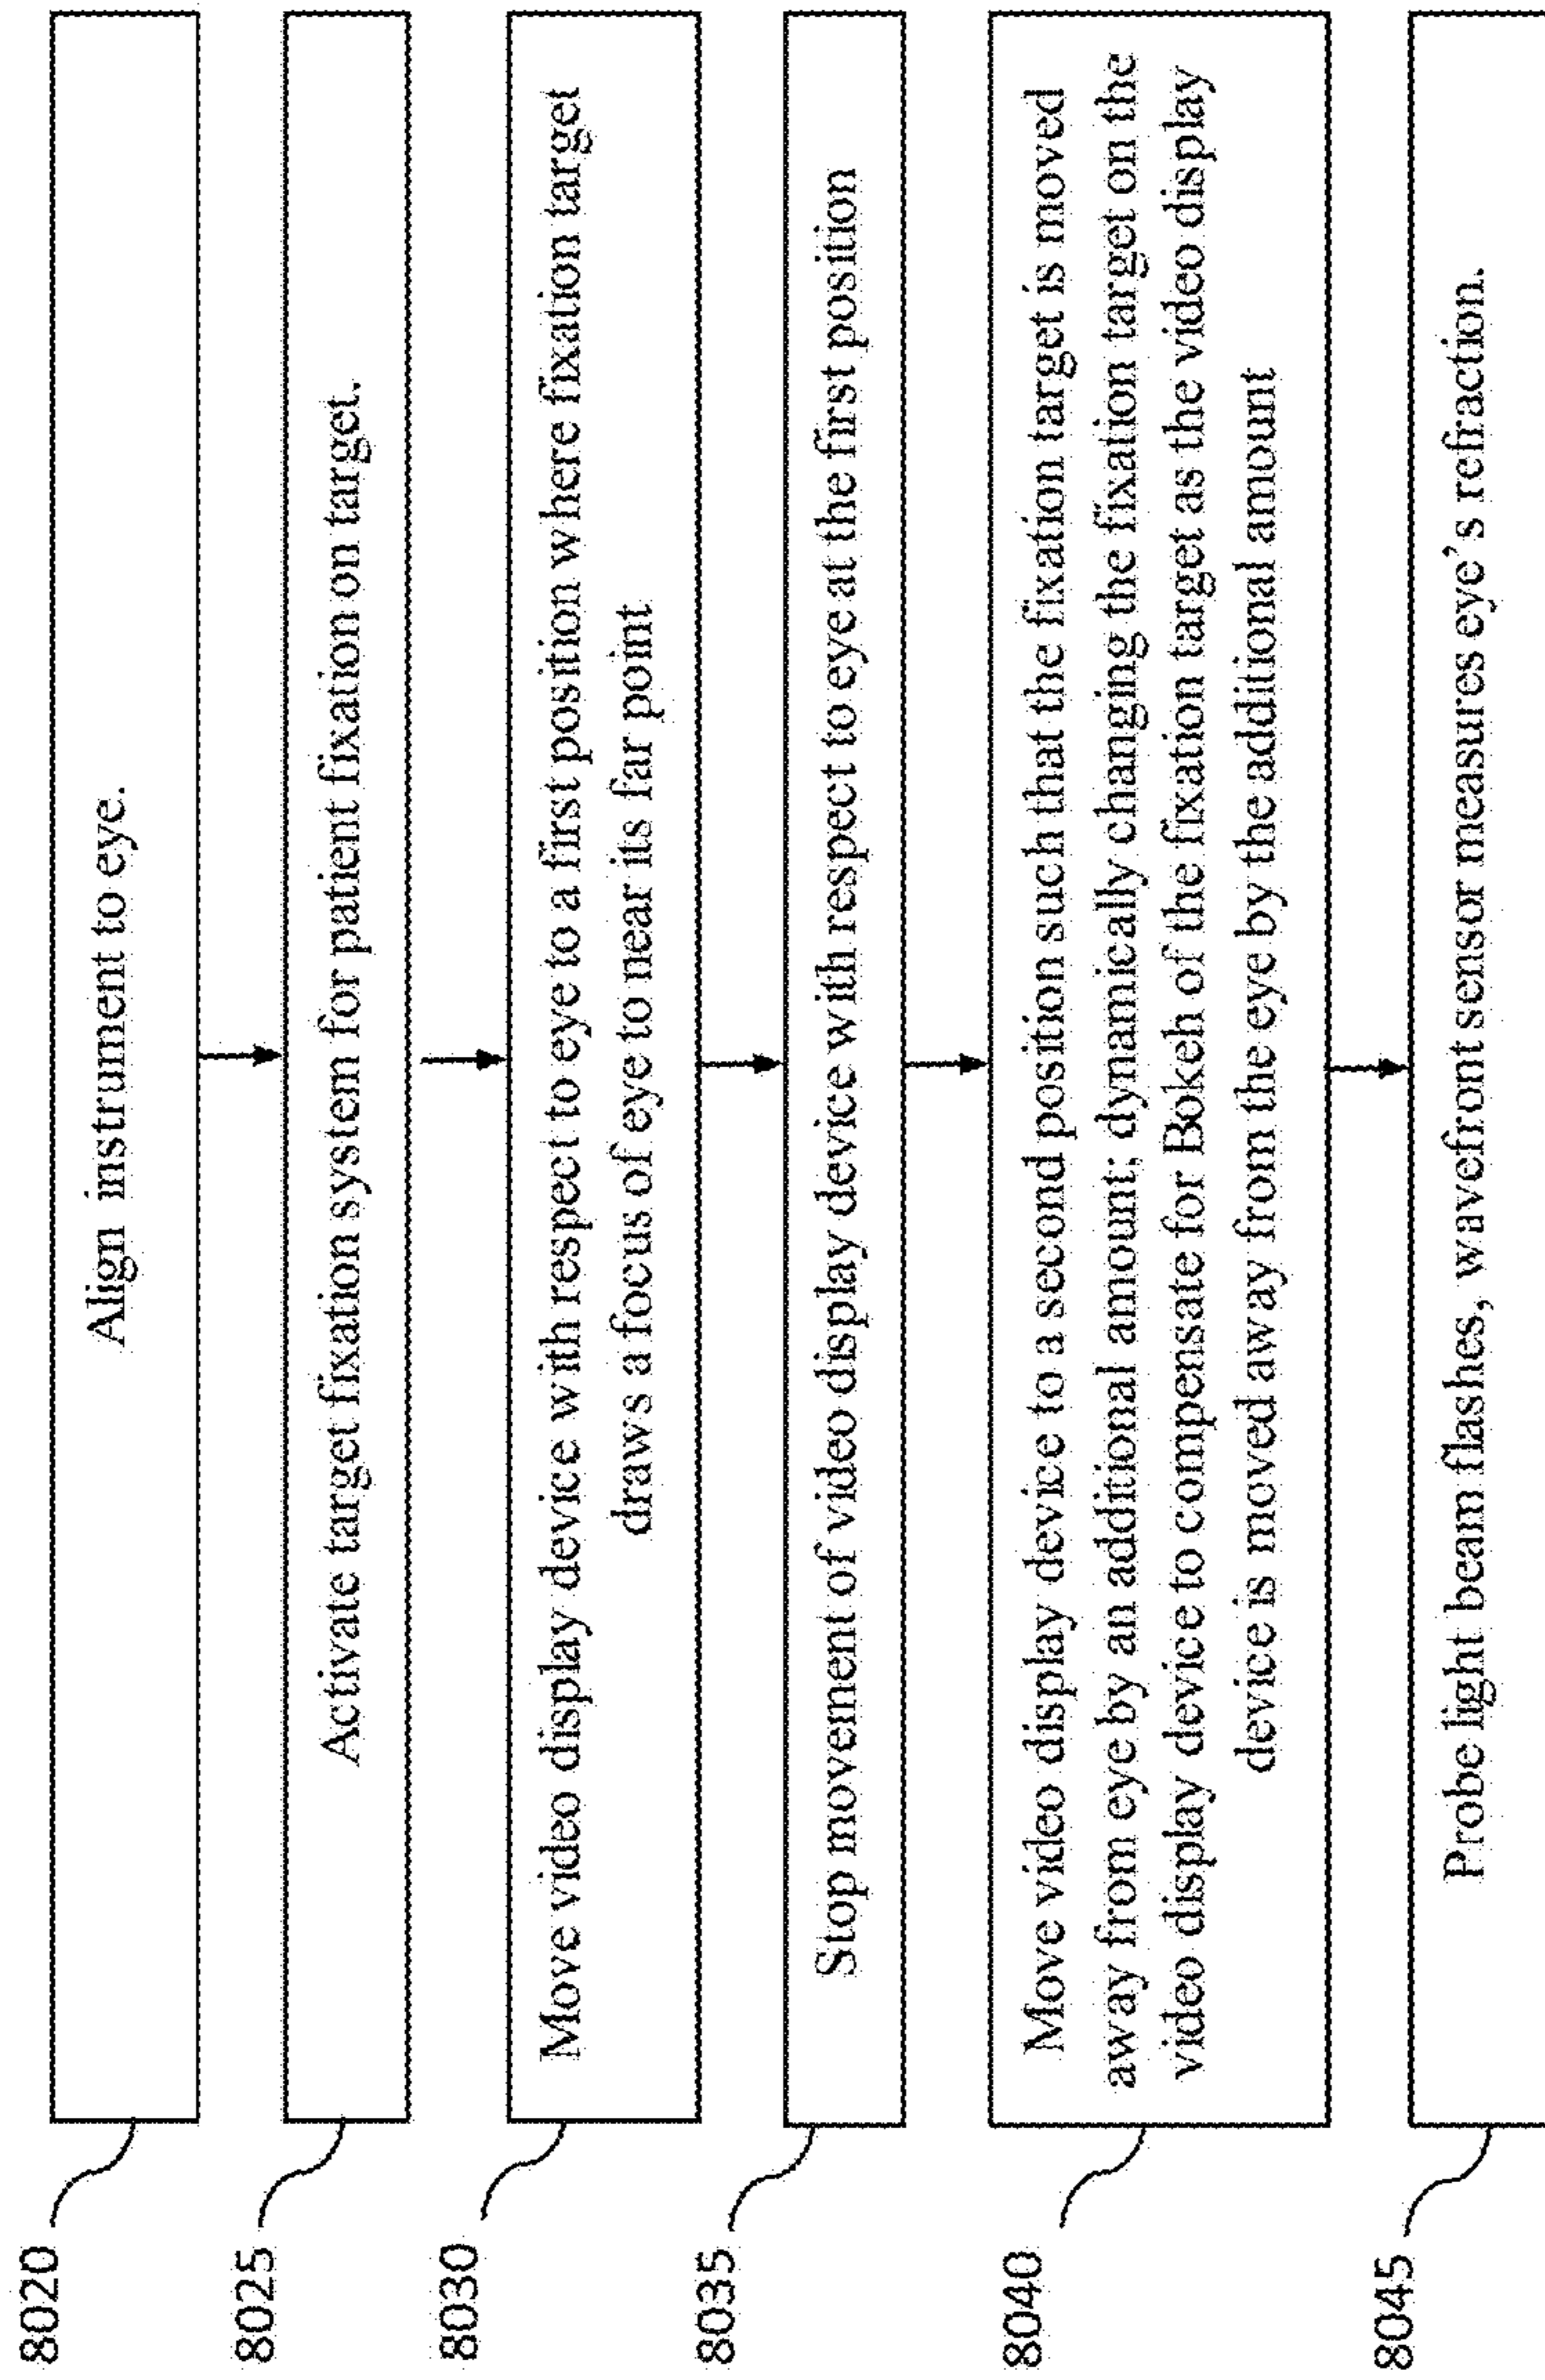 8020
Align instrument to eye.
8025
Activate target fixation system for patient fixation on target.
8030
Move video display device with respect to eye to a first position where fixation target
draws a focus of eye to near its far point
8035
Stop movement of video display device with respect to eye at the first position
8040
Move video display device to a second position such that the fixation target is moved
away from eye by an additional amount; dynamically changing the fixation target on the
video display device to compensate for Bokeh of the fixation target as the video display
device is moved away from the eye by the additional amount
8045
Probe light beam flashes, wavefront sensor measures eye's refraction.